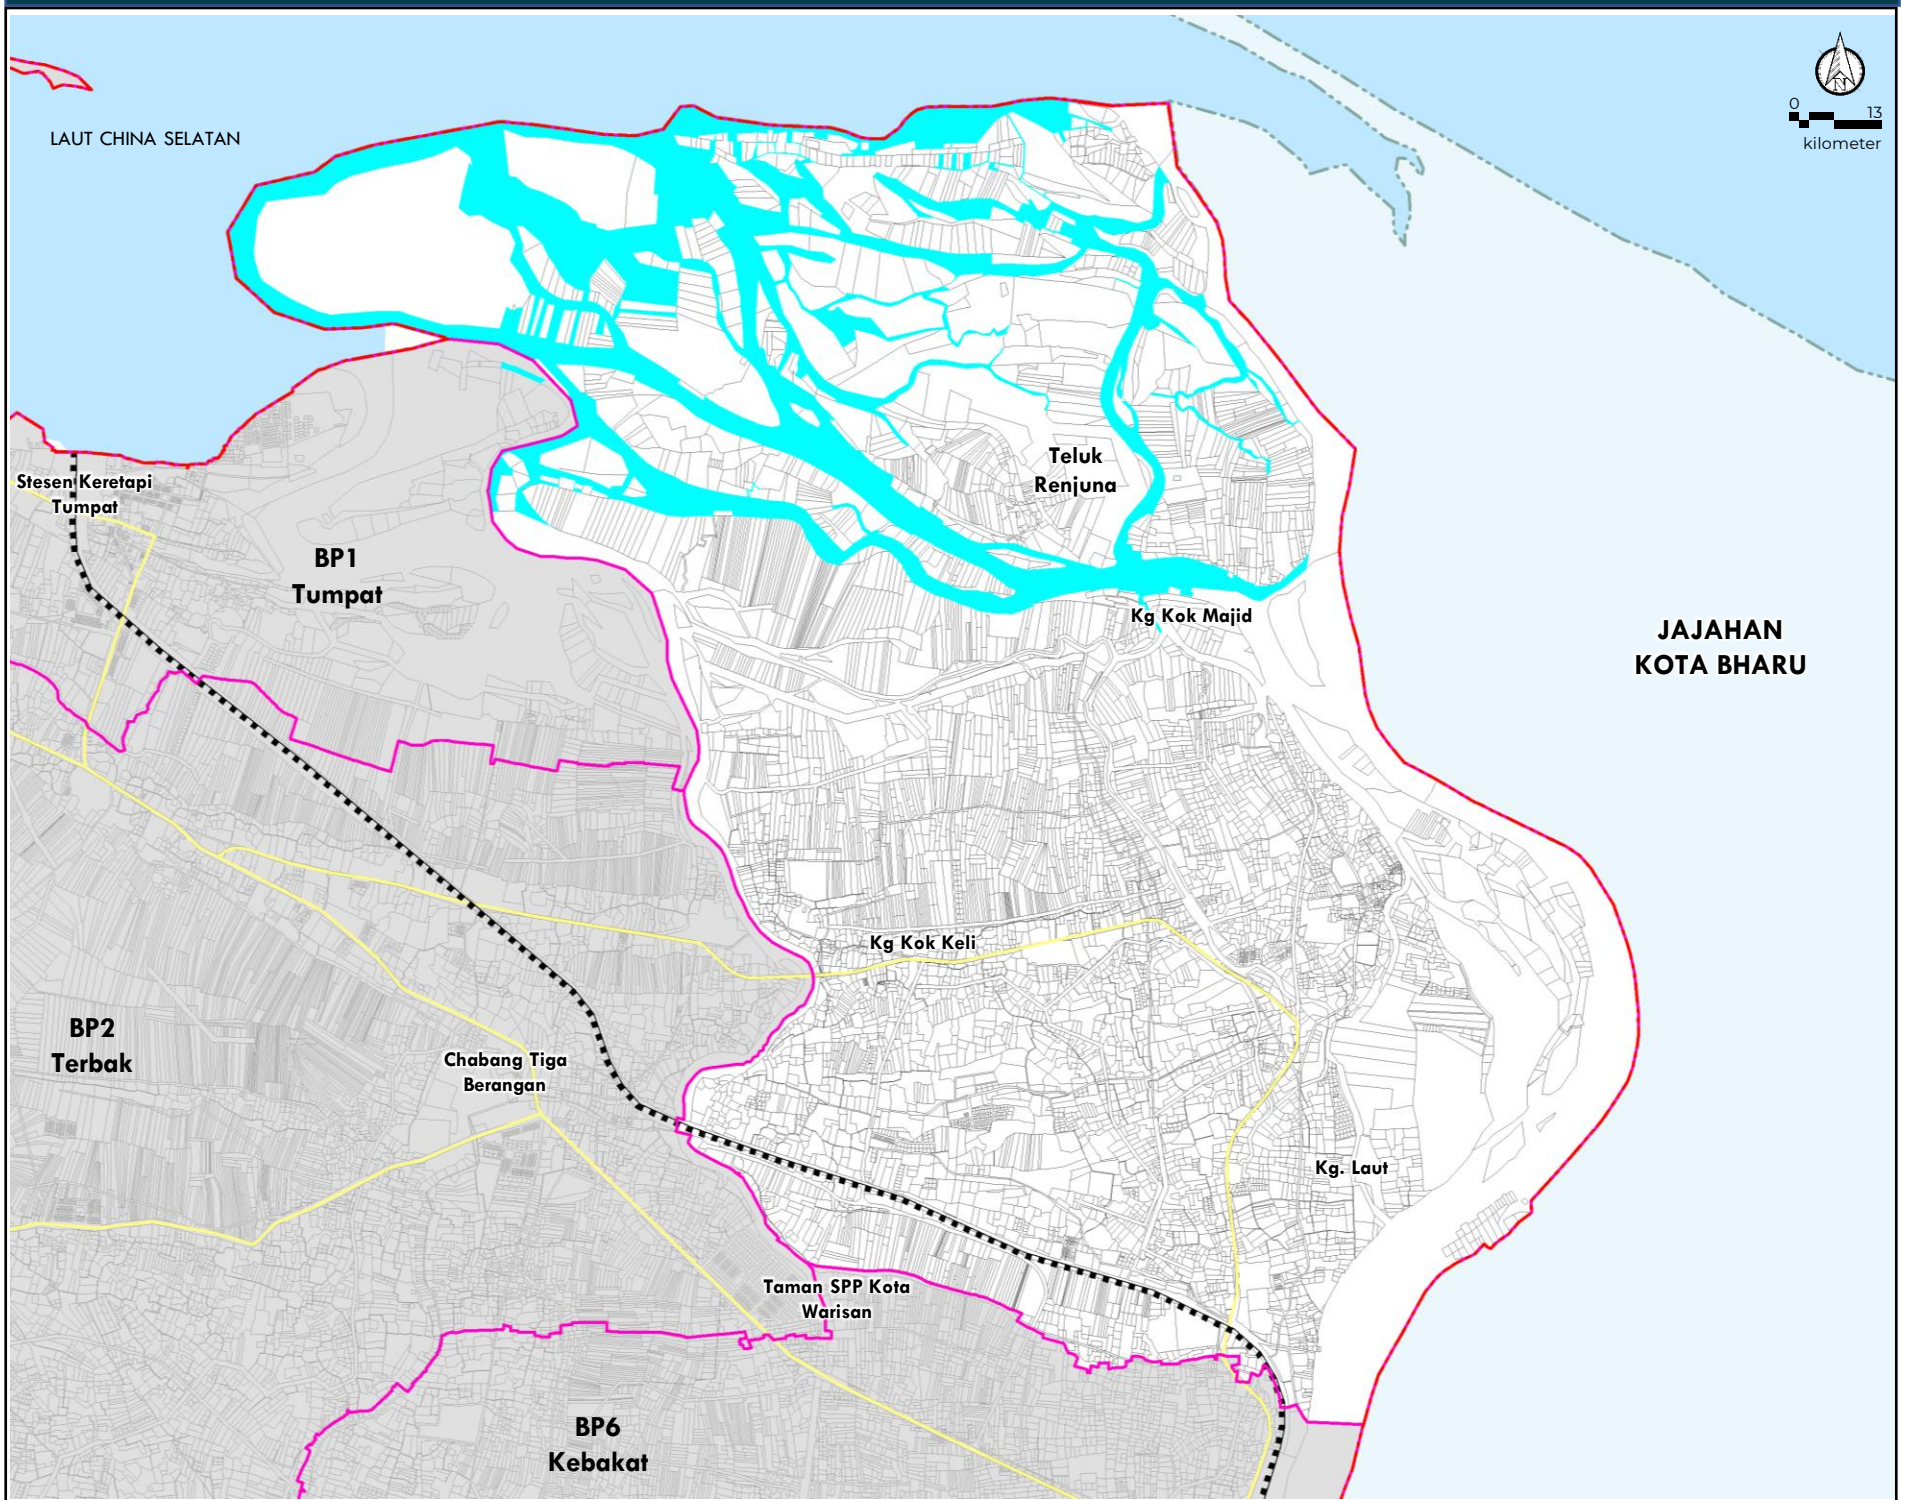 N
0 13
kilometer
LAUT CHINA SELATAN
Stesen Keretapi
Tumpat
BP1
Tumpat
Teluk
Renjuna
Kg Kok Majid
JAJAHAN
KOTA BHARU
Kg Kok Keli
BP2
Terbak
Chabang Tiga
Berangan
Kg. Laut
Taman SPP Kota
Warisan
BP6
Kebakat